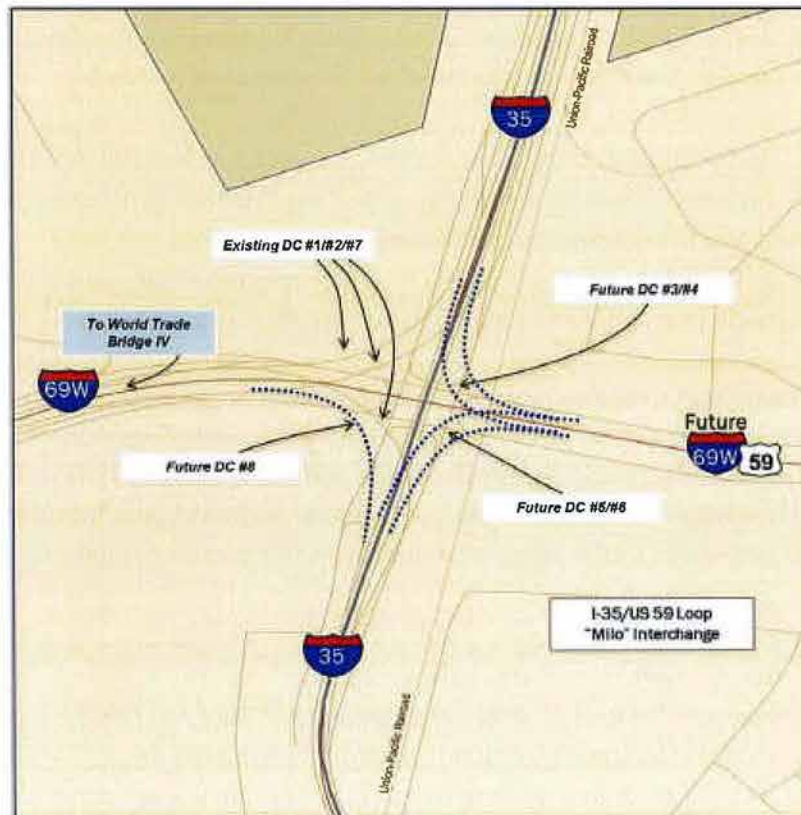 35
Union-Pacific Railroad
Existing DC #1/#2/#7
Future DC #3/#4
To World Trade
Bridge IV
69W
Future
69W
59
Future DC #8
Future DC #5/#6
I-35/US 59 Loop
"Milo" Interchange
35
Union-Pacific Railroad